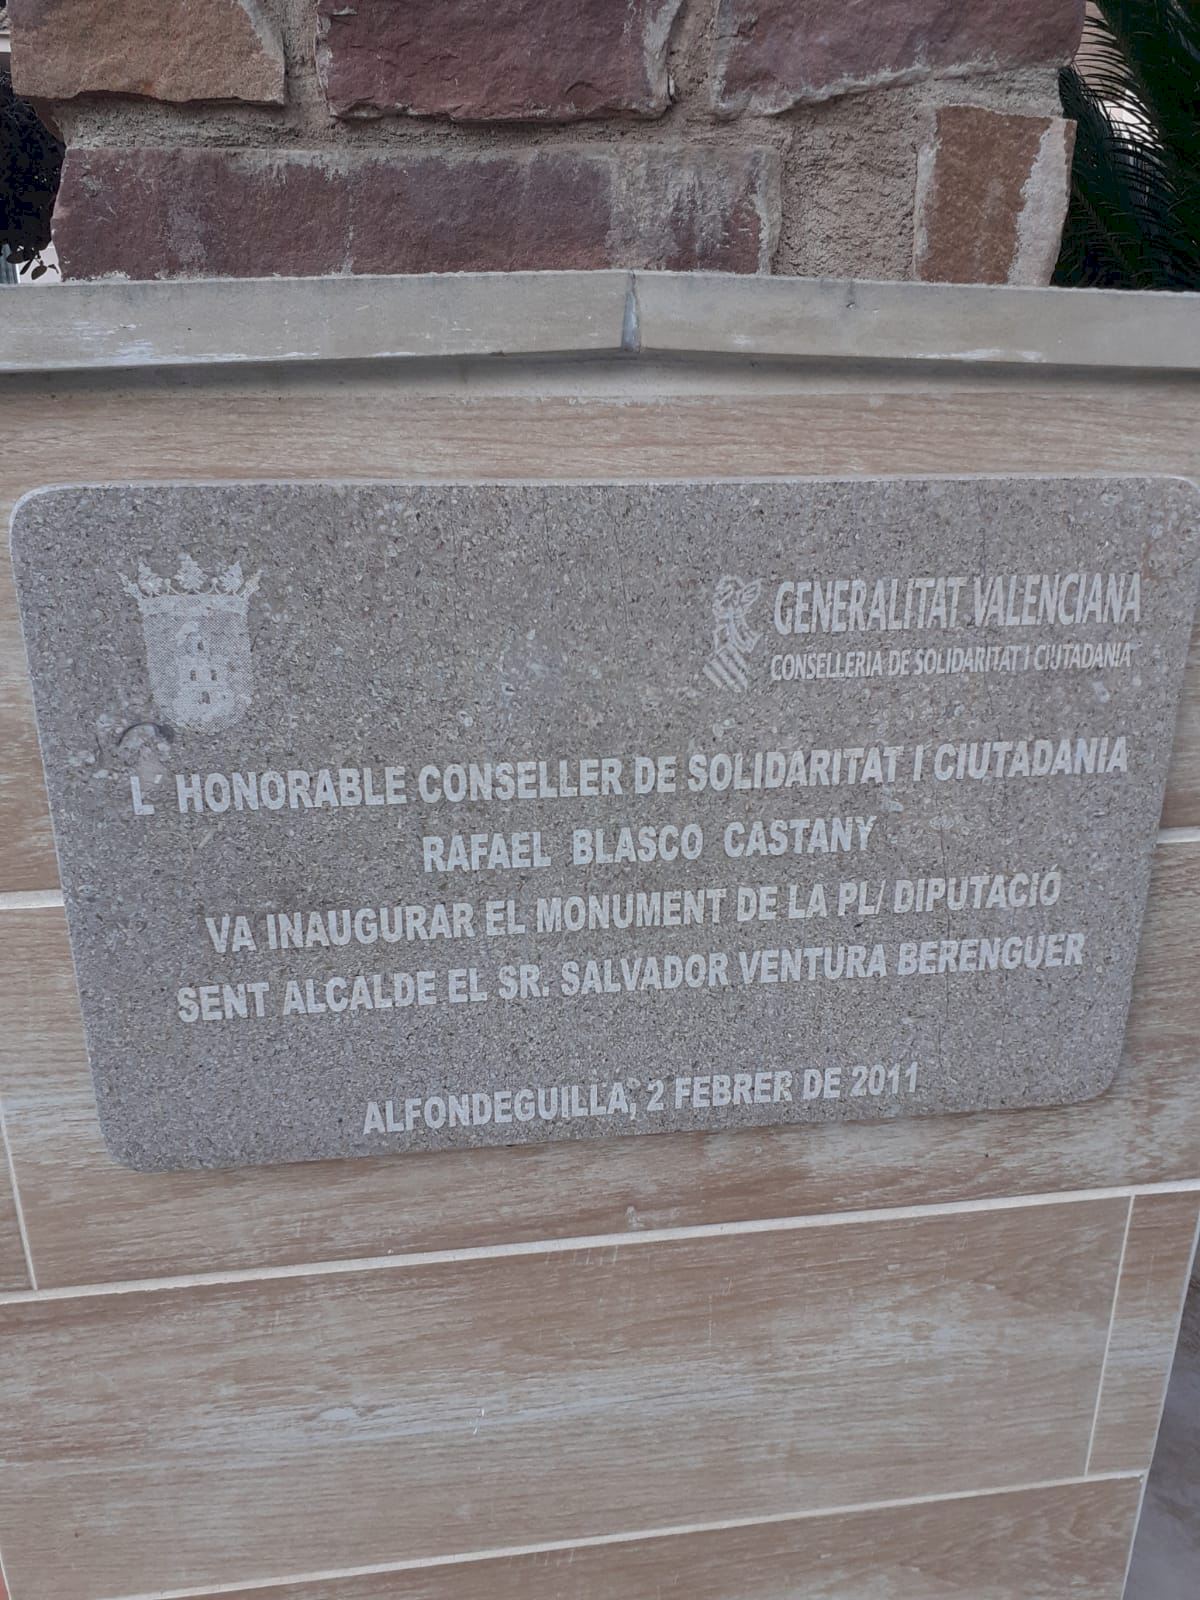 GENERALITAT VALENCIANA
CONSELLERIA DE SOLIDARITAT I CIUTADANIA
L' HONORABLE CONSELLER DE SOLIDARITAT I CIUTADANIA
RAFAEL BLASCO CASTANY
VA INAUGURAR EL MONUMENT DE LA PL/ DIPUTACIÓ
SENT ALCALDE EL SR. SALVADOR VENTURA BERENGUER
ALFONDEGUILLA, 2 FEBRER DE 2011